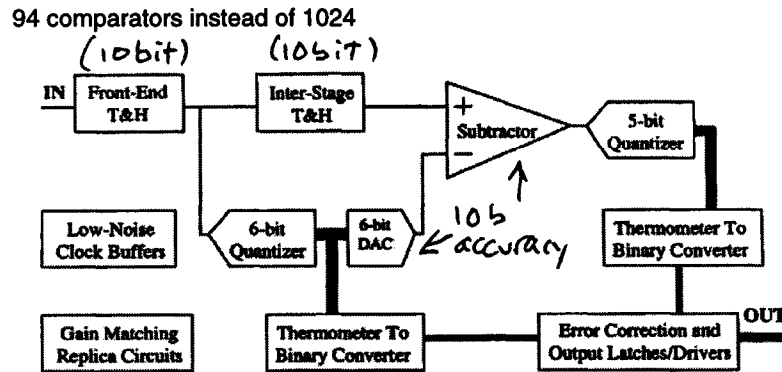 94 comparators instead of 1024
(10bit)
(10bit)
IN
Front-End
T&H
Inter-Stage
T&H
+
Subtractor
−
5-bit
Quantizer
Low-Noise
Clock Buffers
6-bit
Quantizer
6-bit
DAC
10b
accuracy
Thermometer To
Binary Converter
Gain Matching
Replica Circuits
Thermometer To
Binary Converter
Error Correction and
Output Latches/Drivers
OUT